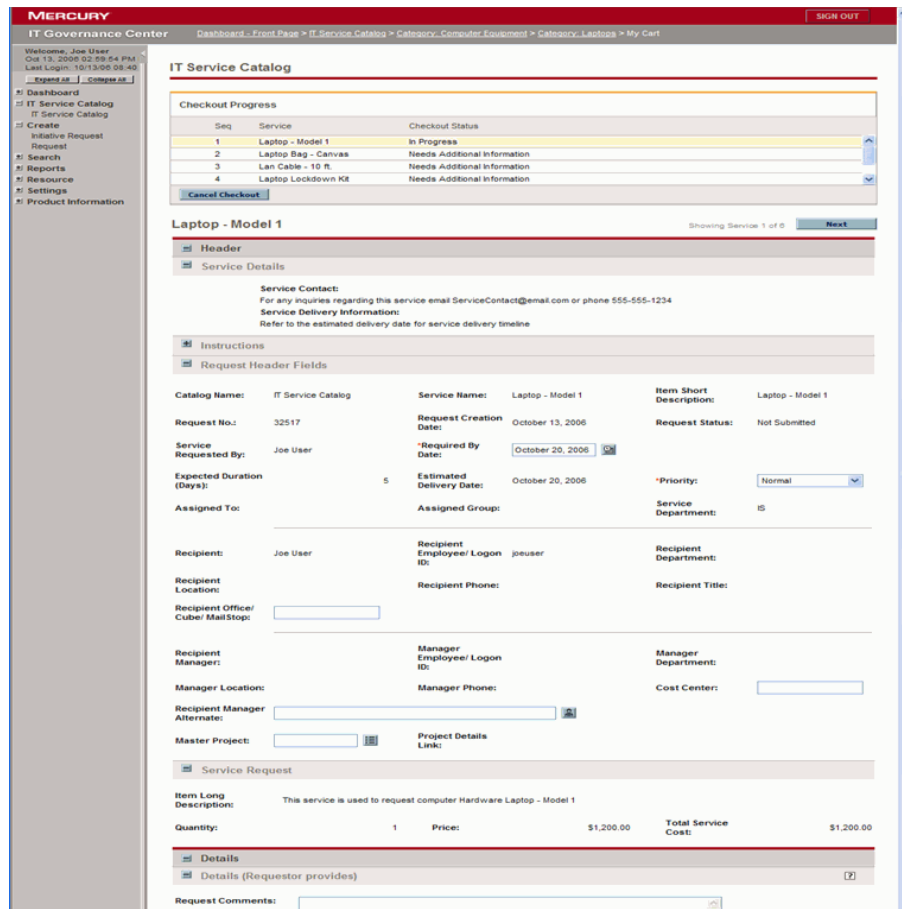 MERCURY
SIGN OUT
IT Governance Center
Dashboard - Front Page > IT Service Catalog > Category: Computer Equipment > Category: Laptops > My Cart
Welcome, Joe User
Oct 13, 2006 02:59:54 PM
Last Login: 10/13/06 08:40
Expand All
Collapse All
Dashboard
IT Service Catalog
IT Service Catalog
Create
Initiative Request
Request
Search
Reports
Resource
Settings
Product Information
IT Service Catalog
Checkout Progress
Seq Service Checkout Status
1 Laptop - Model 1 In Progress
2 Laptop Bag - Canvas Needs Additional Information
3 Lan Cable - 10 ft. Needs Additional Information
4 Laptop Lockdown Kit Needs Additional Information
Cancel Checkout
Laptop - Model 1
Showing Service 1 of 6
Next
Header
Service Details
Service Contact:
For any inquiries regarding this service email ServiceContact@email.com or phone 555-555-1234
Service Delivery Information:
Refer to the estimated delivery date for service delivery timeline
Instructions
Request Header Fields
Catalog Name: IT Service Catalog Service Name: Laptop - Model 1 Item Short Description: Laptop - Model 1
Request No.: 32517 Request Creation Date: October 13, 2006 Request Status: Not Submitted
Service Requested By: Joe User *Required By Date: October 20, 2006
Expected Duration (Days): 5 Estimated Delivery Date: October 20, 2006 *Priority: Normal
Assigned To: Assigned Group: Service Department: IS
Recipient: Joe User Recipient Employee/ Logon ID: joeuser Recipient Department:
Recipient Location: Recipient Phone: Recipient Title:
Recipient Office/ Cube/ MailStop:
Recipient Manager: Manager Employee/ Logon ID: Manager Department:
Manager Location: Manager Phone: Cost Center:
Recipient Manager Alternate:
Master Project: Project Details Link:
Service Request
Item Long Description: This service is used to request computer Hardware Laptop - Model 1
Quantity: 1 Price: $1,200.00 Total Service Cost: $1,200.00
Details
Details (Requestor provides)
?
Request Comments: